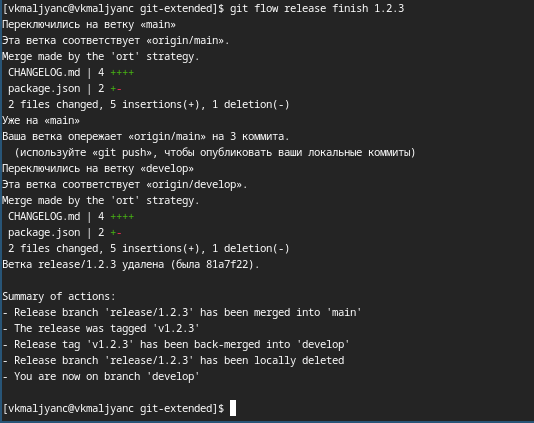 [vkmaljyanc@vkmaljyanc git-extended]$ git flow release finish 1.2.3
Переключились на ветку «main»
Эта ветка соответствует «origin/main».
Merge made by the 'ort' strategy.
 CHANGELOG.md | 4 ++++
 package.json | 2 +-
 2 files changed, 5 insertions(+), 1 deletion(-)
Уже на «main»
Ваша ветка опережает «origin/main» на 3 коммита.
  (используйте «git push», чтобы опубликовать ваши локальные коммиты)
Переключились на ветку «develop»
Эта ветка соответствует «origin/develop».
Merge made by the 'ort' strategy.
 CHANGELOG.md | 4 ++++
 package.json | 2 +-
 2 files changed, 5 insertions(+), 1 deletion(-)
Ветка release/1.2.3 удалена (была 81a7f22).

Summary of actions:
- Release branch 'release/1.2.3' has been merged into 'main'
- The release was tagged 'v1.2.3'
- Release tag 'v1.2.3' has been back-merged into 'develop'
- Release branch 'release/1.2.3' has been locally deleted
- You are now on branch 'develop'

[vkmaljyanc@vkmaljyanc git-extended]$